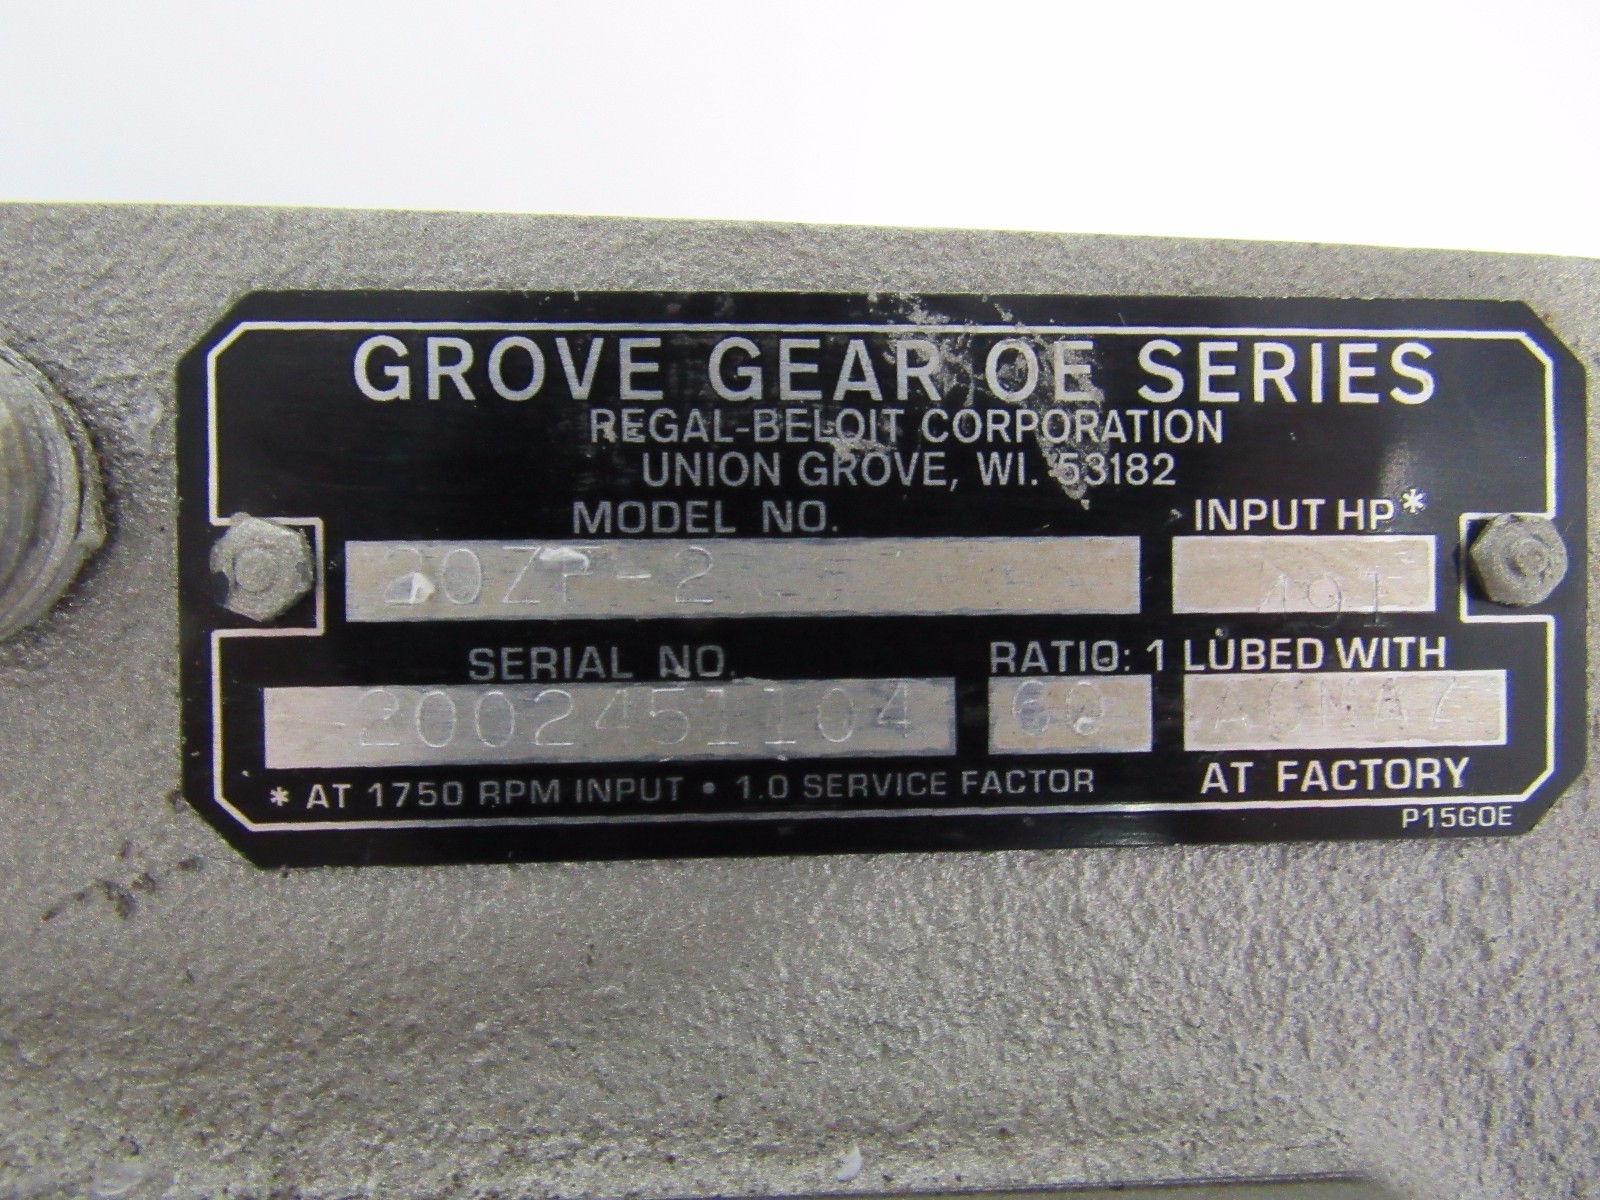 GROVE GEAR OE SERIES
REGAL-BELOIT CORPORATION
UNION GROVE, WI. 53182
MODEL NO. INPUT HP*
SERIAL NO. RATIO: 1 LUBED WITH
2002451104 60
* AT 1750 RPM INPUT • 1.0 SERVICE FACTOR AT FACTORY
P15GOE